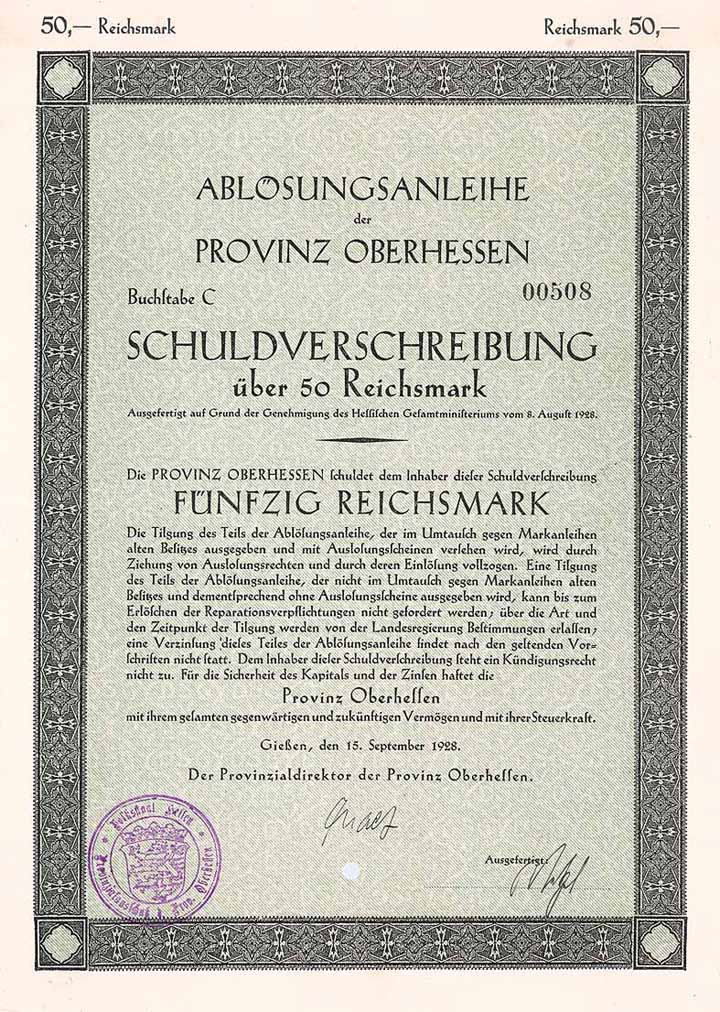 50,— Reichsmark Reichsmark 50,—
ABLÖSUNGSANLEIHE
der
PROVINZ OBERHESSEN
Buchſtabe C 00508
SCHULDVERSCHREIBUNG
über 50 Reichsmark
Ausgefertigt auf Grund der Genehmigung des Heſſiſchen Geſamtminiſteriums vom 8. Auguſt 1928.
Die PROVINZ OBERHESSEN ſchuldet dem Inhaber dieſer Schuldverſchreibung
FÜNFZIG REICHSMARK
Die Tilgung des Teils der Ablöſungsanleihe, der im Umtauſch gegen Markanleihen
alten Beſitzes ausgegeben und mit Ausloſungsſcheinen verſehen wird, wird durch
Ziehung von Ausloſungsrechten und durch deren Einlöſung vollzogen. Eine Tilgung
des Teils der Ablöſungsanleihe, der nicht im Umtauſch gegen Markanleihen alten
Beſitzes und dementſprechend ohne Ausloſungsſcheine ausgegeben wird, kann bis zum
Erlöſchen der Reparationsverpflichtungen nicht gefordert werden; über die Art und
den Zeitpunkt der Tilgung werden von der Landesregierung Beſtimmungen erlaſſen;
eine Verzinſung dieſes Teiles der Ablöſungsanleihe findet nach den geltenden Vor=
ſchriften nicht ſtatt. Dem Inhaber dieſer Schuldverſchreibung ſteht ein Kündigungsrecht
nicht zu. Für die Sicherheit des Kapitals und der Zinſen haftet die
Provinz Oberheſſen
mit ihrem geſamten gegenwärtigen und zukünftigen Vermögen und mit ihrer Steuerkraft.
Gießen, den 15. September 1928.
Der Provinzialdirektor der Provinz Oberheſſen.
Ausgefertigt:
Volksſtaat Heſſen
Provinzialausſchuß d. Prov. Oberheſſen